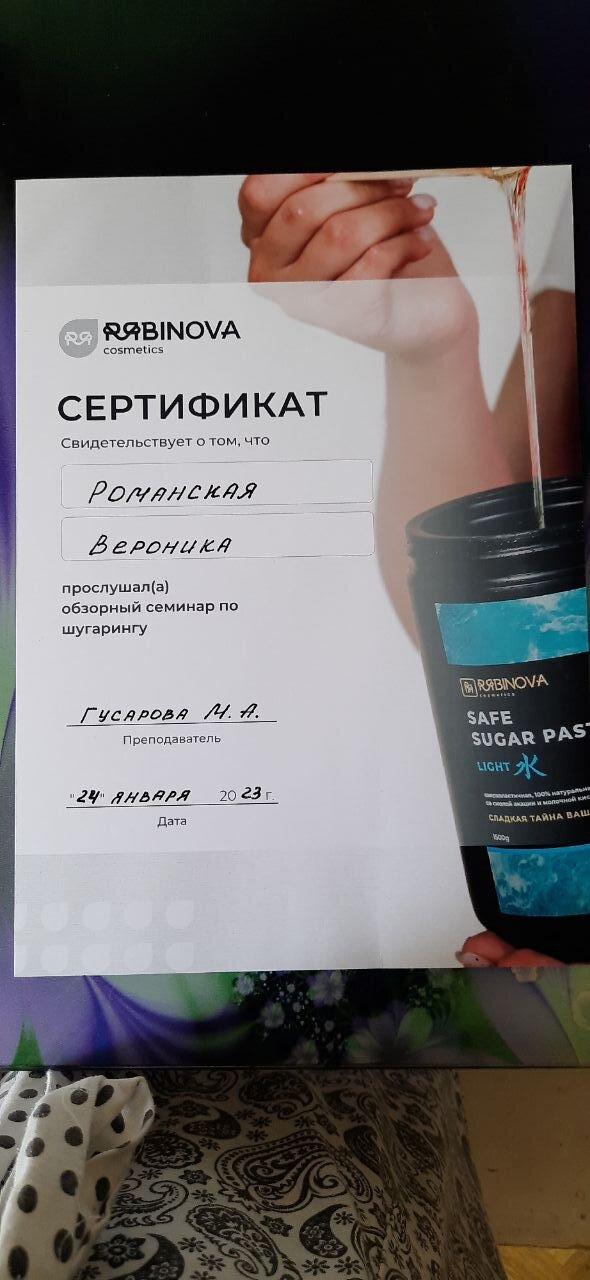 RЯBINOVA
cosmetics
СЕРТИФИКАТ
Свидетельствует о том, что
РОМАНСКАЯ
ВЕРОНИКА
прослушал(а)
обзорный семинар по
шугарингу
ГУСАРОВА М. А.
Преподаватель
"24" ЯНВАРЯ 2023 г.
Дата
RЯBINOVA
cosmetics
SAFE
SUGAR PAST
LIGHT 水
СЛАДКАЯ ТАЙНА ВАШ
1500g